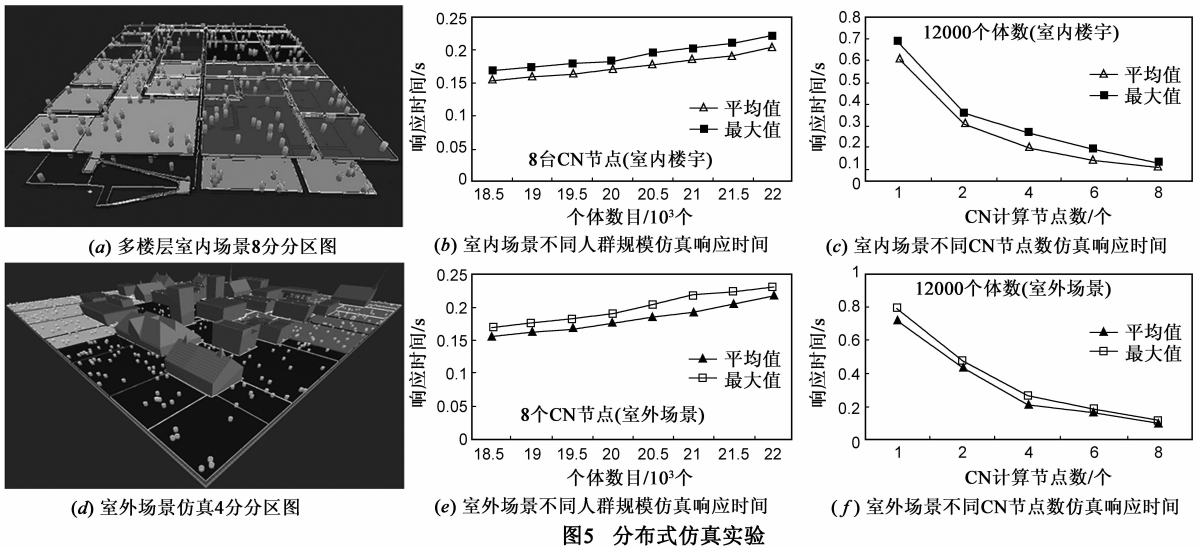 0.25
0.20
0.15
0.1
0.05
0
响应时间/s
平均值
最大值
8台CN节点(室内楼宇)
18.5 19 19.5 20 20.5 21 21.5 22
个体数目/10³个
0.8
0.7
0.6
0.5
0.4
0.3
0.2
0.1
0
响应时间/s
12000个体数(室内楼宇)
平均值
最大值
1 2 4 6 8
CN计算节点数/个
(a) 多楼层室内场景8分分区图
(b) 室内场景不同人群规模仿真响应时间
(c) 室内场景不同CN节点数仿真响应时间
0.25
0.20
0.15
0.1
0.05
0
响应时间/s
平均值
最大值
8个CN节点(室外场景)
18.5 19 19.5 20 20.5 21 21.5 22
个体数目/10³个
1
0.8
0.6
0.4
0.2
0
响应时间/s
12000个体数(室外场景)
平均值
最大值
1 2 4 6 8
CN计算节点数/个
(d) 室外场景仿真4分分区图
(e) 室外场景不同人群规模仿真响应时间
(f) 室外场景不同CN节点数仿真响应时间
图5 分布式仿真实验